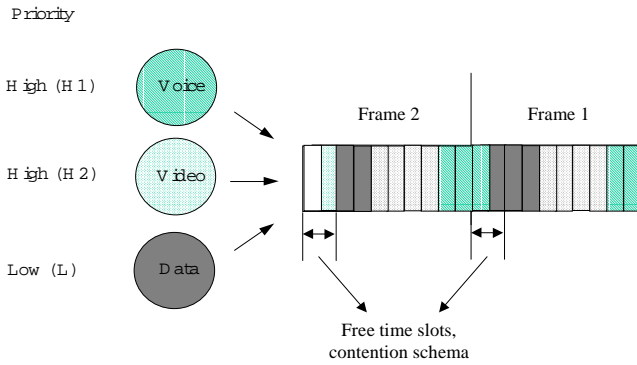 Priority
High (H1)
Voice
Frame 2
Frame 1
High (H2)
Video
Low (L)
Data
Free time slots,
contention schema